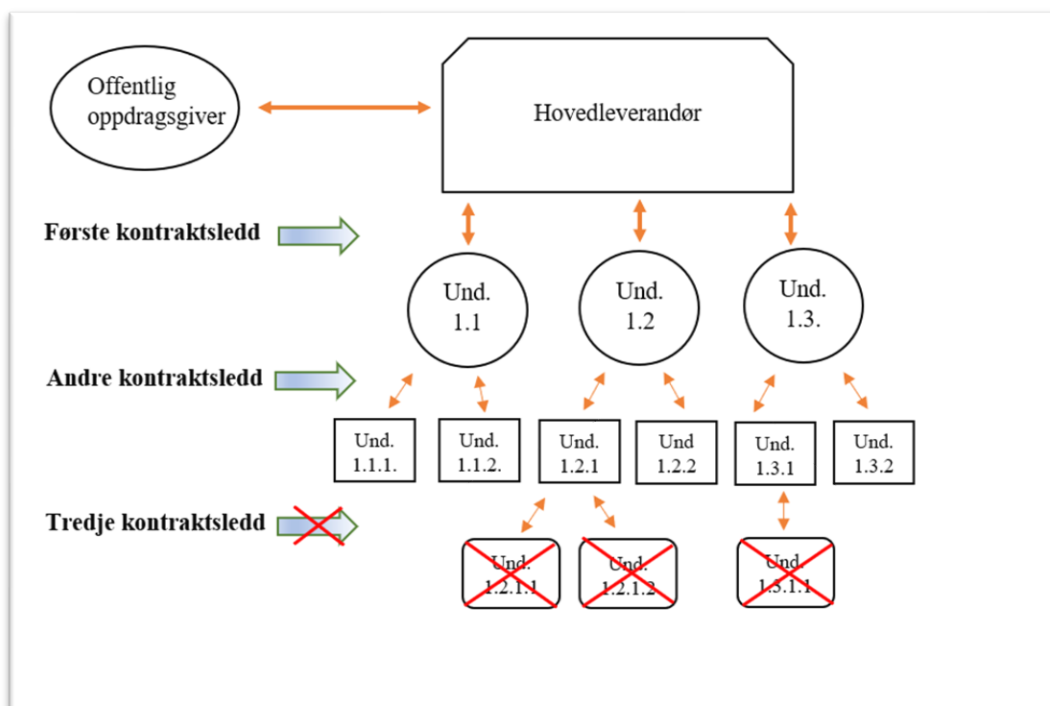 Offentlig
oppdragsgiver
Hovedleverandør
Første kontraktsledd
Und.
1.1
Und.
1.2
Und.
1.3.
Andre kontraktsledd
Und.
1.1.1.
Und.
1.1.2.
Und.
1.2.1
Und
1.2.2
Und.
1.3.1
Und.
1.3.2
Tredje kontraktsledd
Und.
1.2.1.1
Und.
1.2.1.2
Und.
1.3.1.1